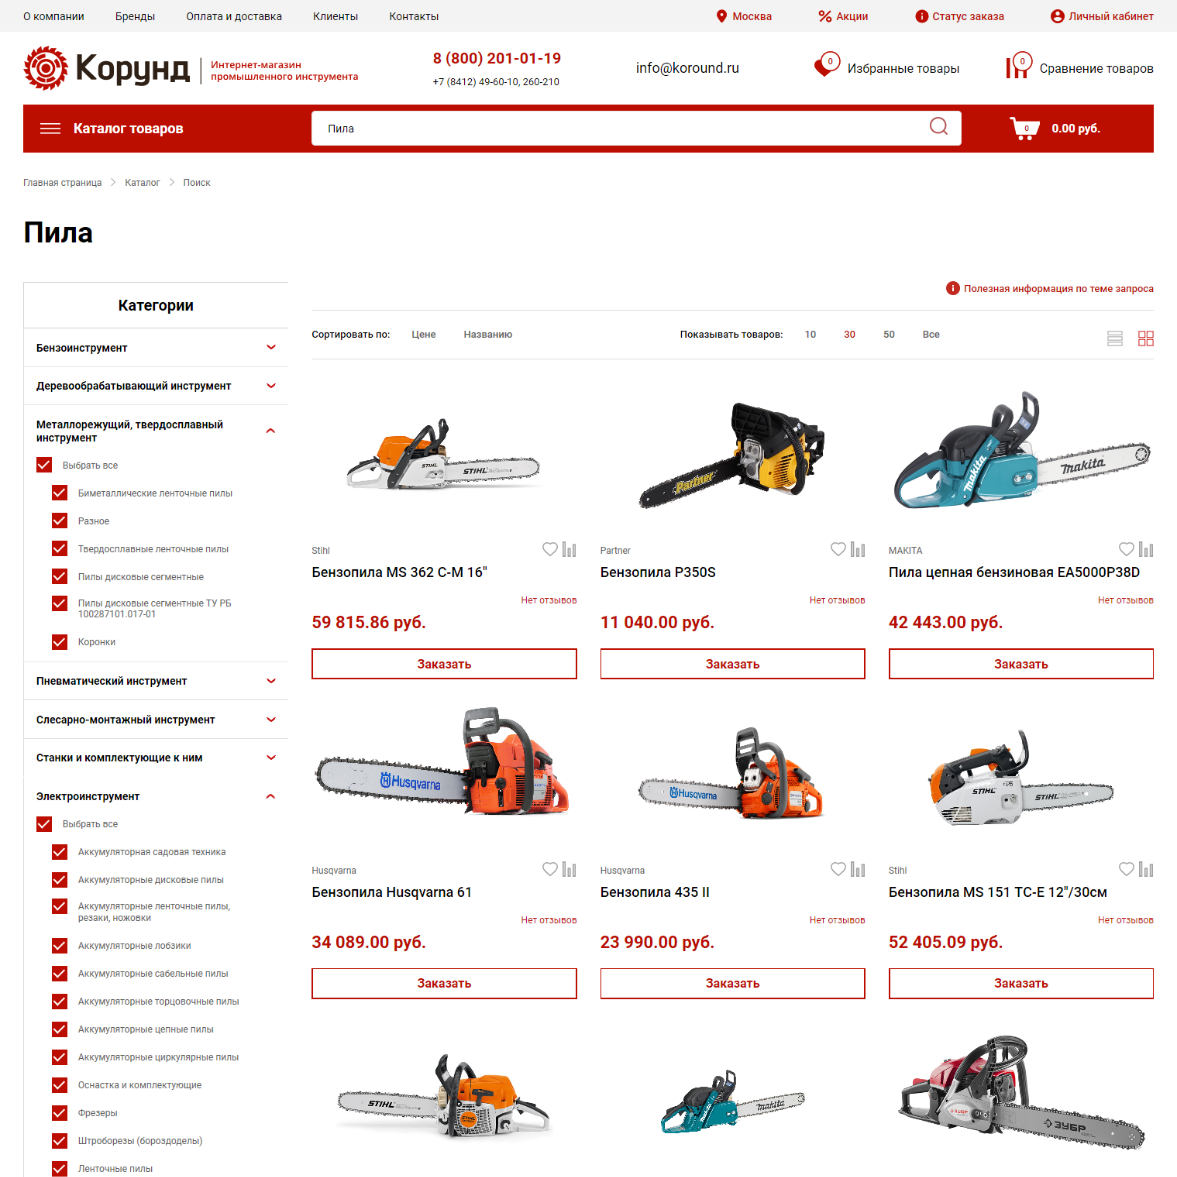 О компании Бренды Оплата и доставка Клиенты Контакты Москва Акции Статус заказа Личный кабинет
Корунд
Интернет-магазин
промышленного инструмента
8 (800) 201-01-19
+7 (8412) 49-60-10, 260-210
info@koround.ru
0 Избранные товары
0 Сравнение товаров
Каталог товаров
Пила
0 0.00 руб.
Главная страница Каталог Поиск
Пила
Категории
Бензоинструмент
Деревообрабатывающий инструмент
Металлорежущий, твердосплавный
инструмент
Выбрать все
Биметаллические ленточные пилы
Разное
Твердосплавные ленточные пилы
Пилы дисковые сегментные
Пилы дисковые сегментные ТУ РБ
100287101.017-01
Коронки
Пневматический инструмент
Слесарно-монтажный инструмент
Станки и комплектующие к ним
Электроинструмент
Выбрать все
Аккумуляторная садовая техника
Аккумуляторные дисковые пилы
Аккумуляторные ленточные пилы,
резаки, ножовки
Аккумуляторные лобзики
Аккумуляторные сабельные пилы
Аккумуляторные торцовочные пилы
Аккумуляторные цепные пилы
Аккумуляторные циркулярные пилы
Оснастка и комплектующие
Фрезеры
Штроборезы (бороздоделы)
Ленточные пилы
Полезная информация по теме запроса
Сортировать по: Цене Названию Показывать товаров: 10 30 50 Все
STIHL STIHL
Partner
makita makita
Stihl
Бензопила MS 362 C-M 16"
Нет отзывов
59 815.86 руб.
Заказать
Partner
Бензопила P350S
Нет отзывов
11 040.00 руб.
Заказать
MAKITA
Пила цепная бензиновая EA5000P38D
Нет отзывов
42 443.00 руб.
Заказать
Husqvarna
Husqvarna
STIHL STIHL
Husqvarna
Бензопила Husqvarna 61
Нет отзывов
34 089.00 руб.
Заказать
Husqvarna
Бензопила 435 II
Нет отзывов
23 990.00 руб.
Заказать
Stihl
Бензопила MS 151 TC-E 12"/30см
Нет отзывов
52 405.09 руб.
Заказать
STIHL
makita
ЗУБР